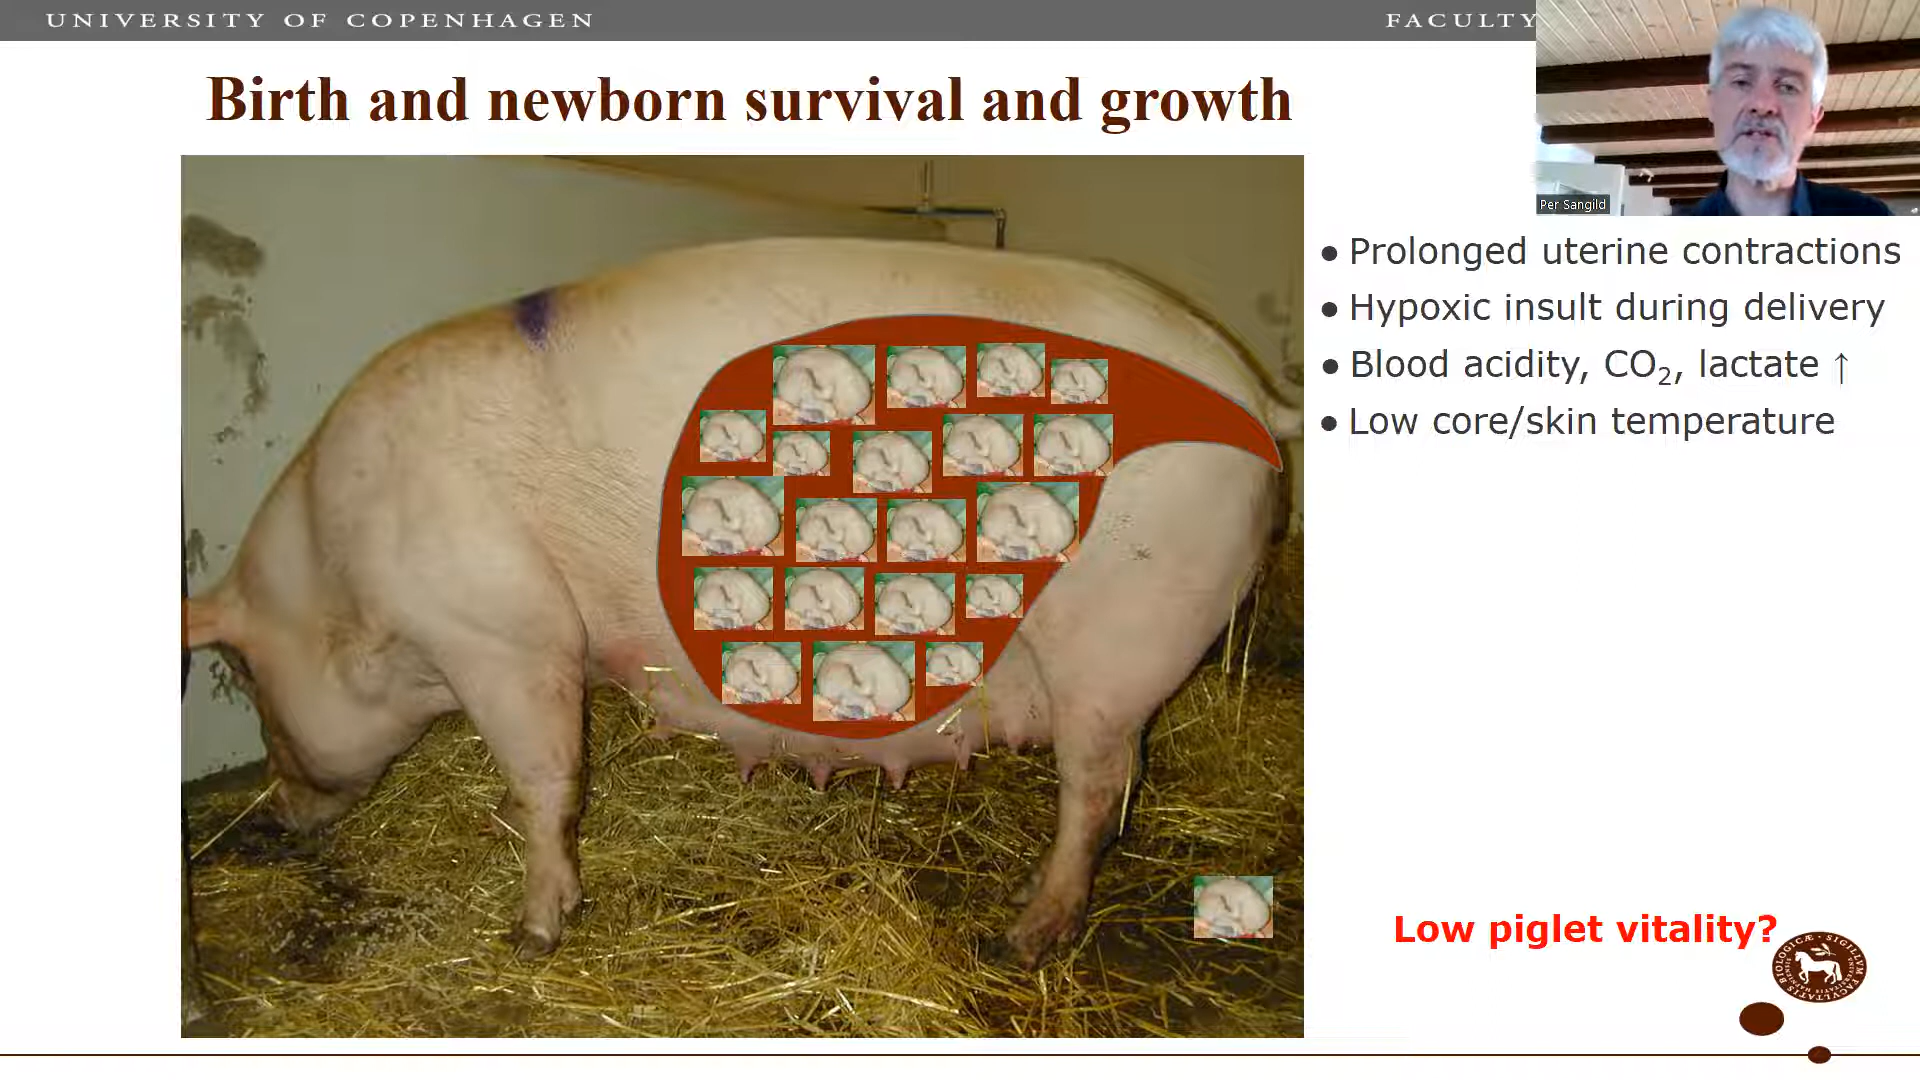 UNIVERSITY OF COPENHAGEN
FACULTY
Birth and newborn survival and growth
Per Sangild
● Prolonged uterine contractions
● Hypoxic insult during delivery
● Blood acidity, CO₂, lactate ↑
● Low core/skin temperature
Low piglet vitality?